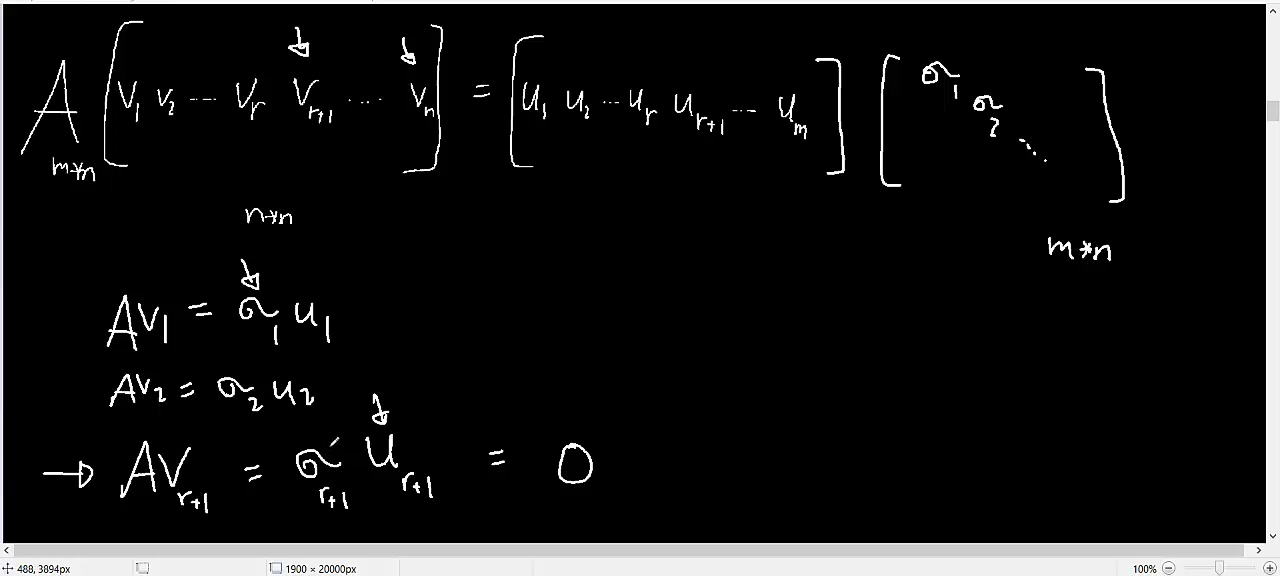 A [ V₁ V₂ ... Vᵣ Vᵣ₊₁ ... Vₙ ] = [ u₁ u₂ ... uᵣ uᵣ₊₁ ... uₘ ] [ σ₁ σ₂ ⋱ ]
m*n
n*n
m*n
AV₁ = σ₁ u₁
AV₂ = σ₂ u₂
→ AVᵣ₊₁ = σᵣ₊₁ uᵣ₊₁ = 0
488, 3894px
1900 × 20000px
100%